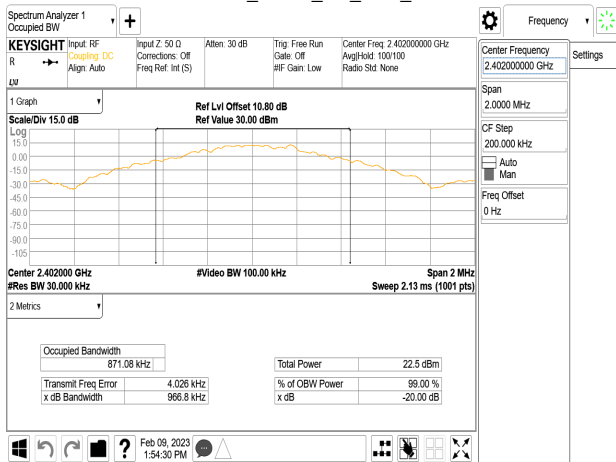 Spectrum Analyzer 1
Occupied BW
Frequency
KEYSIGHT
R
LXI
Input: RF
Coupling: DC
Align: Auto
Input Z: 50 Ω
Corrections: Off
Freq Ref: Int (S)
Atten: 30 dB
Trig: Free Run
Gate: Off
#IF Gain: Low
Center Freq: 2.402000000 GHz
Avg|Hold: 100/100
Radio Std: None
Center Frequency
2.402000000 GHz
Settings
Span
2.0000 MHz
CF Step
200.000 kHz
Auto
Man
Freq Offset
0 Hz
1 Graph
Scale/Div 15.0 dB
Ref Lvl Offset 10.80 dB
Ref Value 30.00 dBm
Log
15.0
0.00
-15.0
-30.0
-45.0
-60.0
-75.0
-90.0
-105
Center 2.402000 GHz
#Res BW 30.000 kHz
#Video BW 100.00 kHz
Span 2 MHz
Sweep 2.13 ms (1001 pts)
2 Metrics
Occupied Bandwidth
871.08 kHz
Total Power 22.5 dBm
Transmit Freq Error 4.026 kHz
% of OBW Power 99.00 %
x dB Bandwidth 966.8 kHz
x dB -20.00 dB
?
Feb 09, 2023
1:54:30 PM